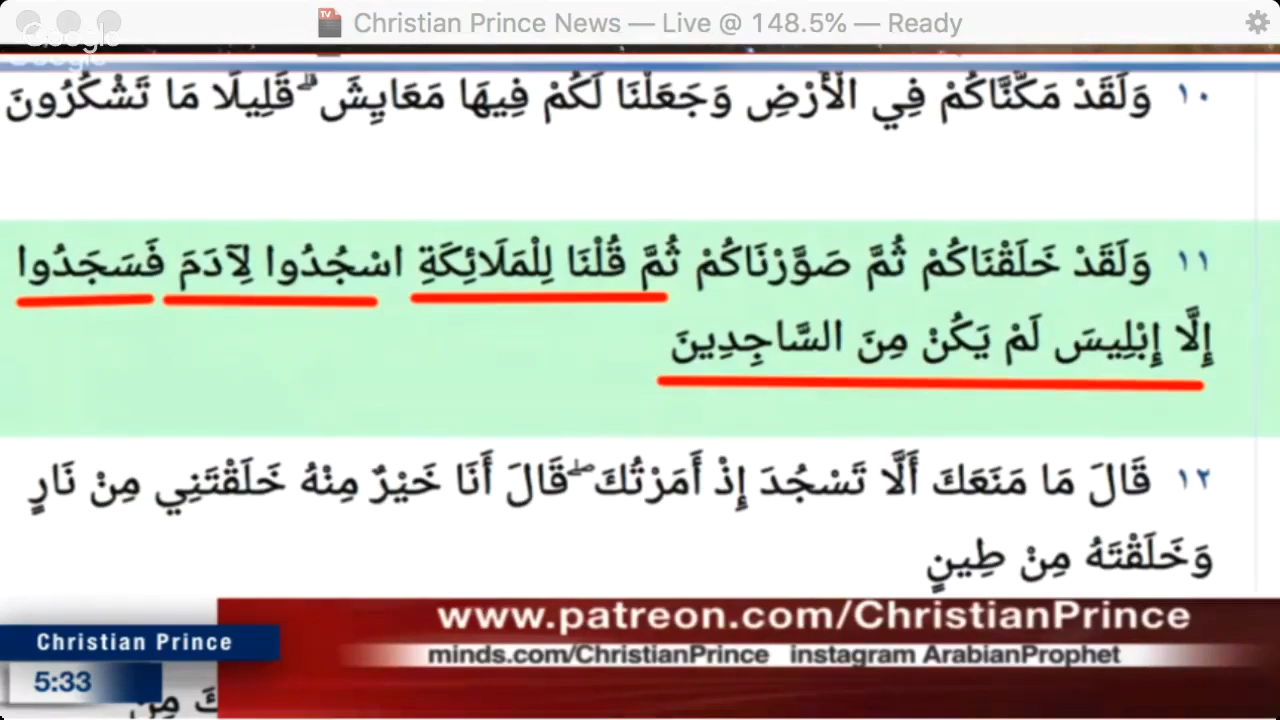 Christian Prince News — Live @ 148.5% — Ready
Google
Google
١٠ وَلَقَدْ مَكَّنَّاكُمْ فِي الْأَرْضِ وَجَعَلْنَا لَكُمْ فِيهَا مَعَايِشَ ۗ قَلِيلًا مَا تَشْكُرُونَ
١١ وَلَقَدْ خَلَقْنَاكُمْ ثُمَّ صَوَّرْنَاكُمْ ثُمَّ قُلْنَا لِلْمَلَائِكَةِ اسْجُدُوا لِآدَمَ فَسَجَدُوا
إِلَّا إِبْلِيسَ لَمْ يَكُنْ مِنَ السَّاجِدِينَ
١٢ قَالَ مَا مَنَعَكَ أَلَّا تَسْجُدَ إِذْ أَمَرْتُكَ ۖ قَالَ أَنَا خَيْرٌ مِنْهُ خَلَقْتَنِي مِنْ نَارٍ
وَخَلَقْتَهُ مِنْ طِينٍ
www.patreon.com/ChristianPrince
Christian Prince
minds.com/ChristianPrince instagram ArabianProphet
5:33